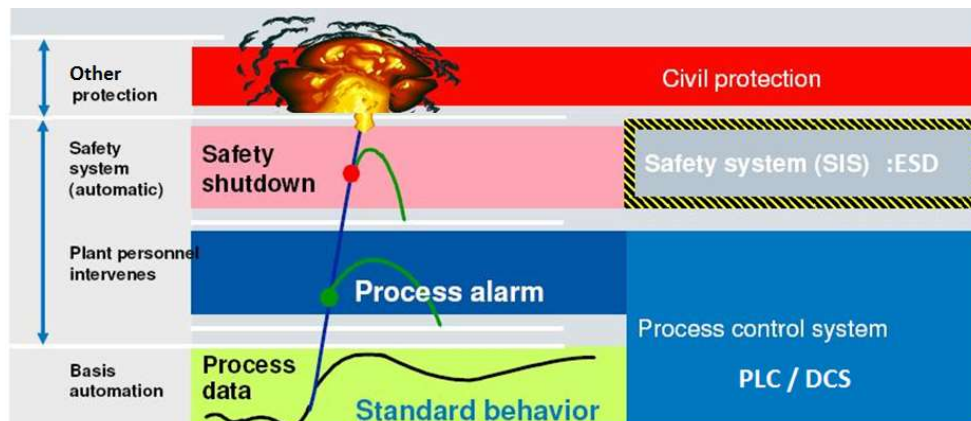 Other
protection
Civil protection
Safety
system
(automatic)
Safety
shutdown
Safety system (SIS) :ESD
Plant personnel
intervenes
Process alarm
Process control system
PLC / DCS
Basis
automation
Process
data
Standard behavior